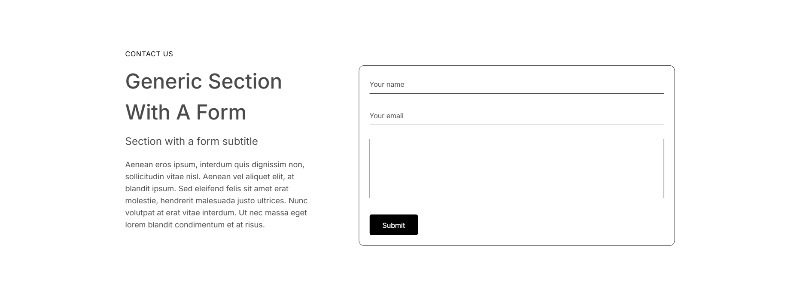 CONTACT US
Generic Section
With A Form
Section with a form subtitle
Aenean eros ipsum, interdum quis dignissim non,
sollicitudin vitae nisl. Aenean vel aliquet elit, at
blandit ipsum. Sed eleifend felis sit amet erat
molestie, hendrerit malesuada justo ultrices. Nunc
volutpat at erat vitae interdum. Ut nec massa eget
lorem blandit condimentum et at risus.
Your name
Your email
Submit